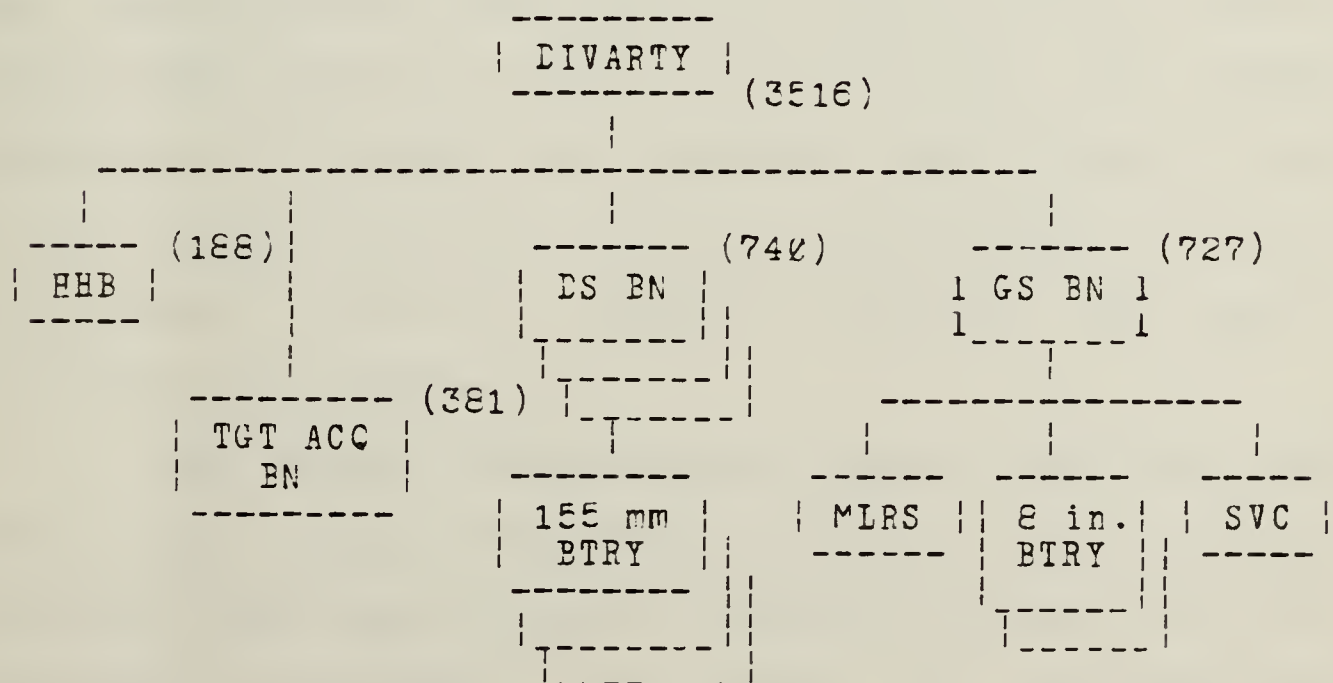 DIVARTY
(3516)
(188)
(740)
(727)
HHB
DS BN
GS BN
(381)
TGT ACQ
BN
155 mm
BTRY
MLRS
8 in.
BTRY
SVC